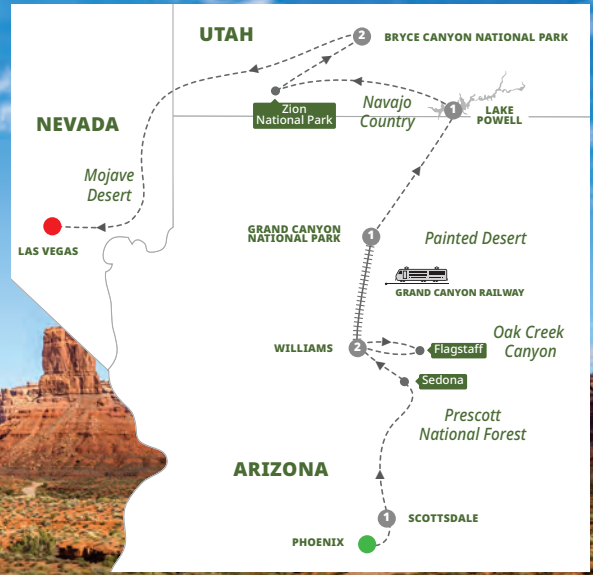 UTAH
2
BRYCE CANYON NATIONAL PARK
Zion
National Park
Navajo
Country
1
LAKE
POWELL
NEVADA
Mojave
Desert
LAS VEGAS
GRAND CANYON
NATIONAL PARK
1
Painted Desert
GRAND CANYON RAILWAY
WILLIAMS
2
Flagstaff
Oak Creek
Canyon
Sedona
Prescott
National Forest
ARIZONA
1
SCOTTSDALE
PHOENIX